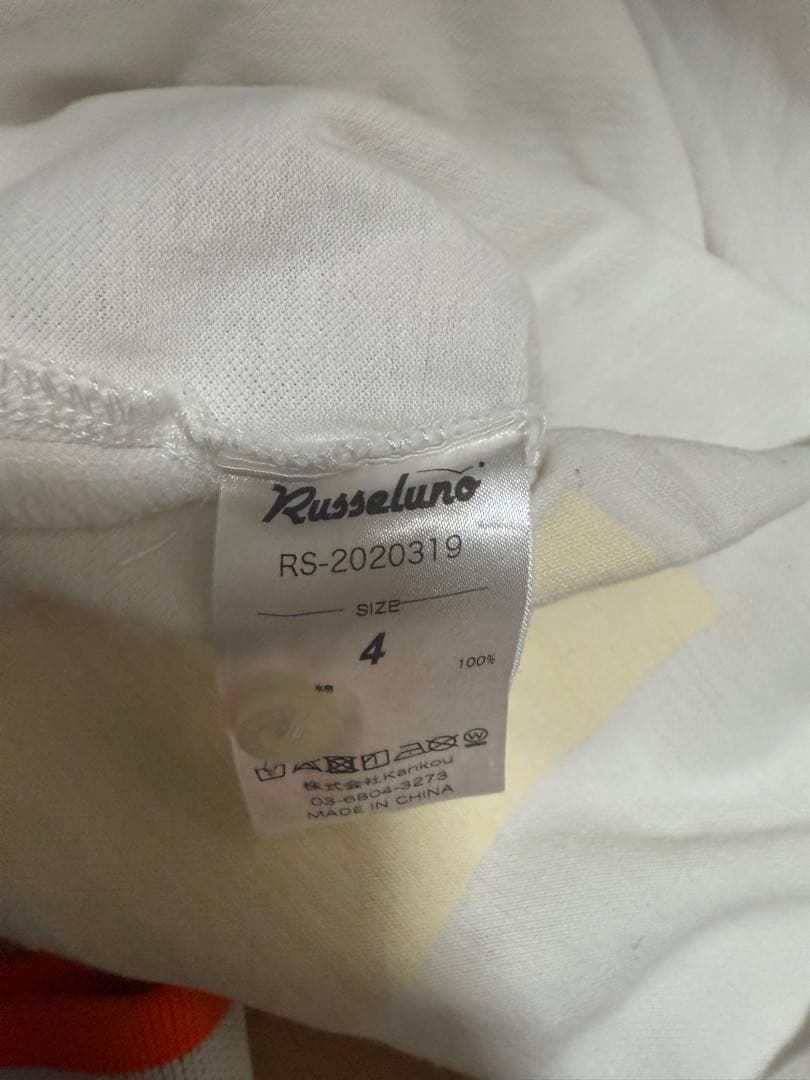 Russeluno
RS-2020319
SIZE
4
100%
株式会社Kankou
03-6804-3273
MADE IN CHINA